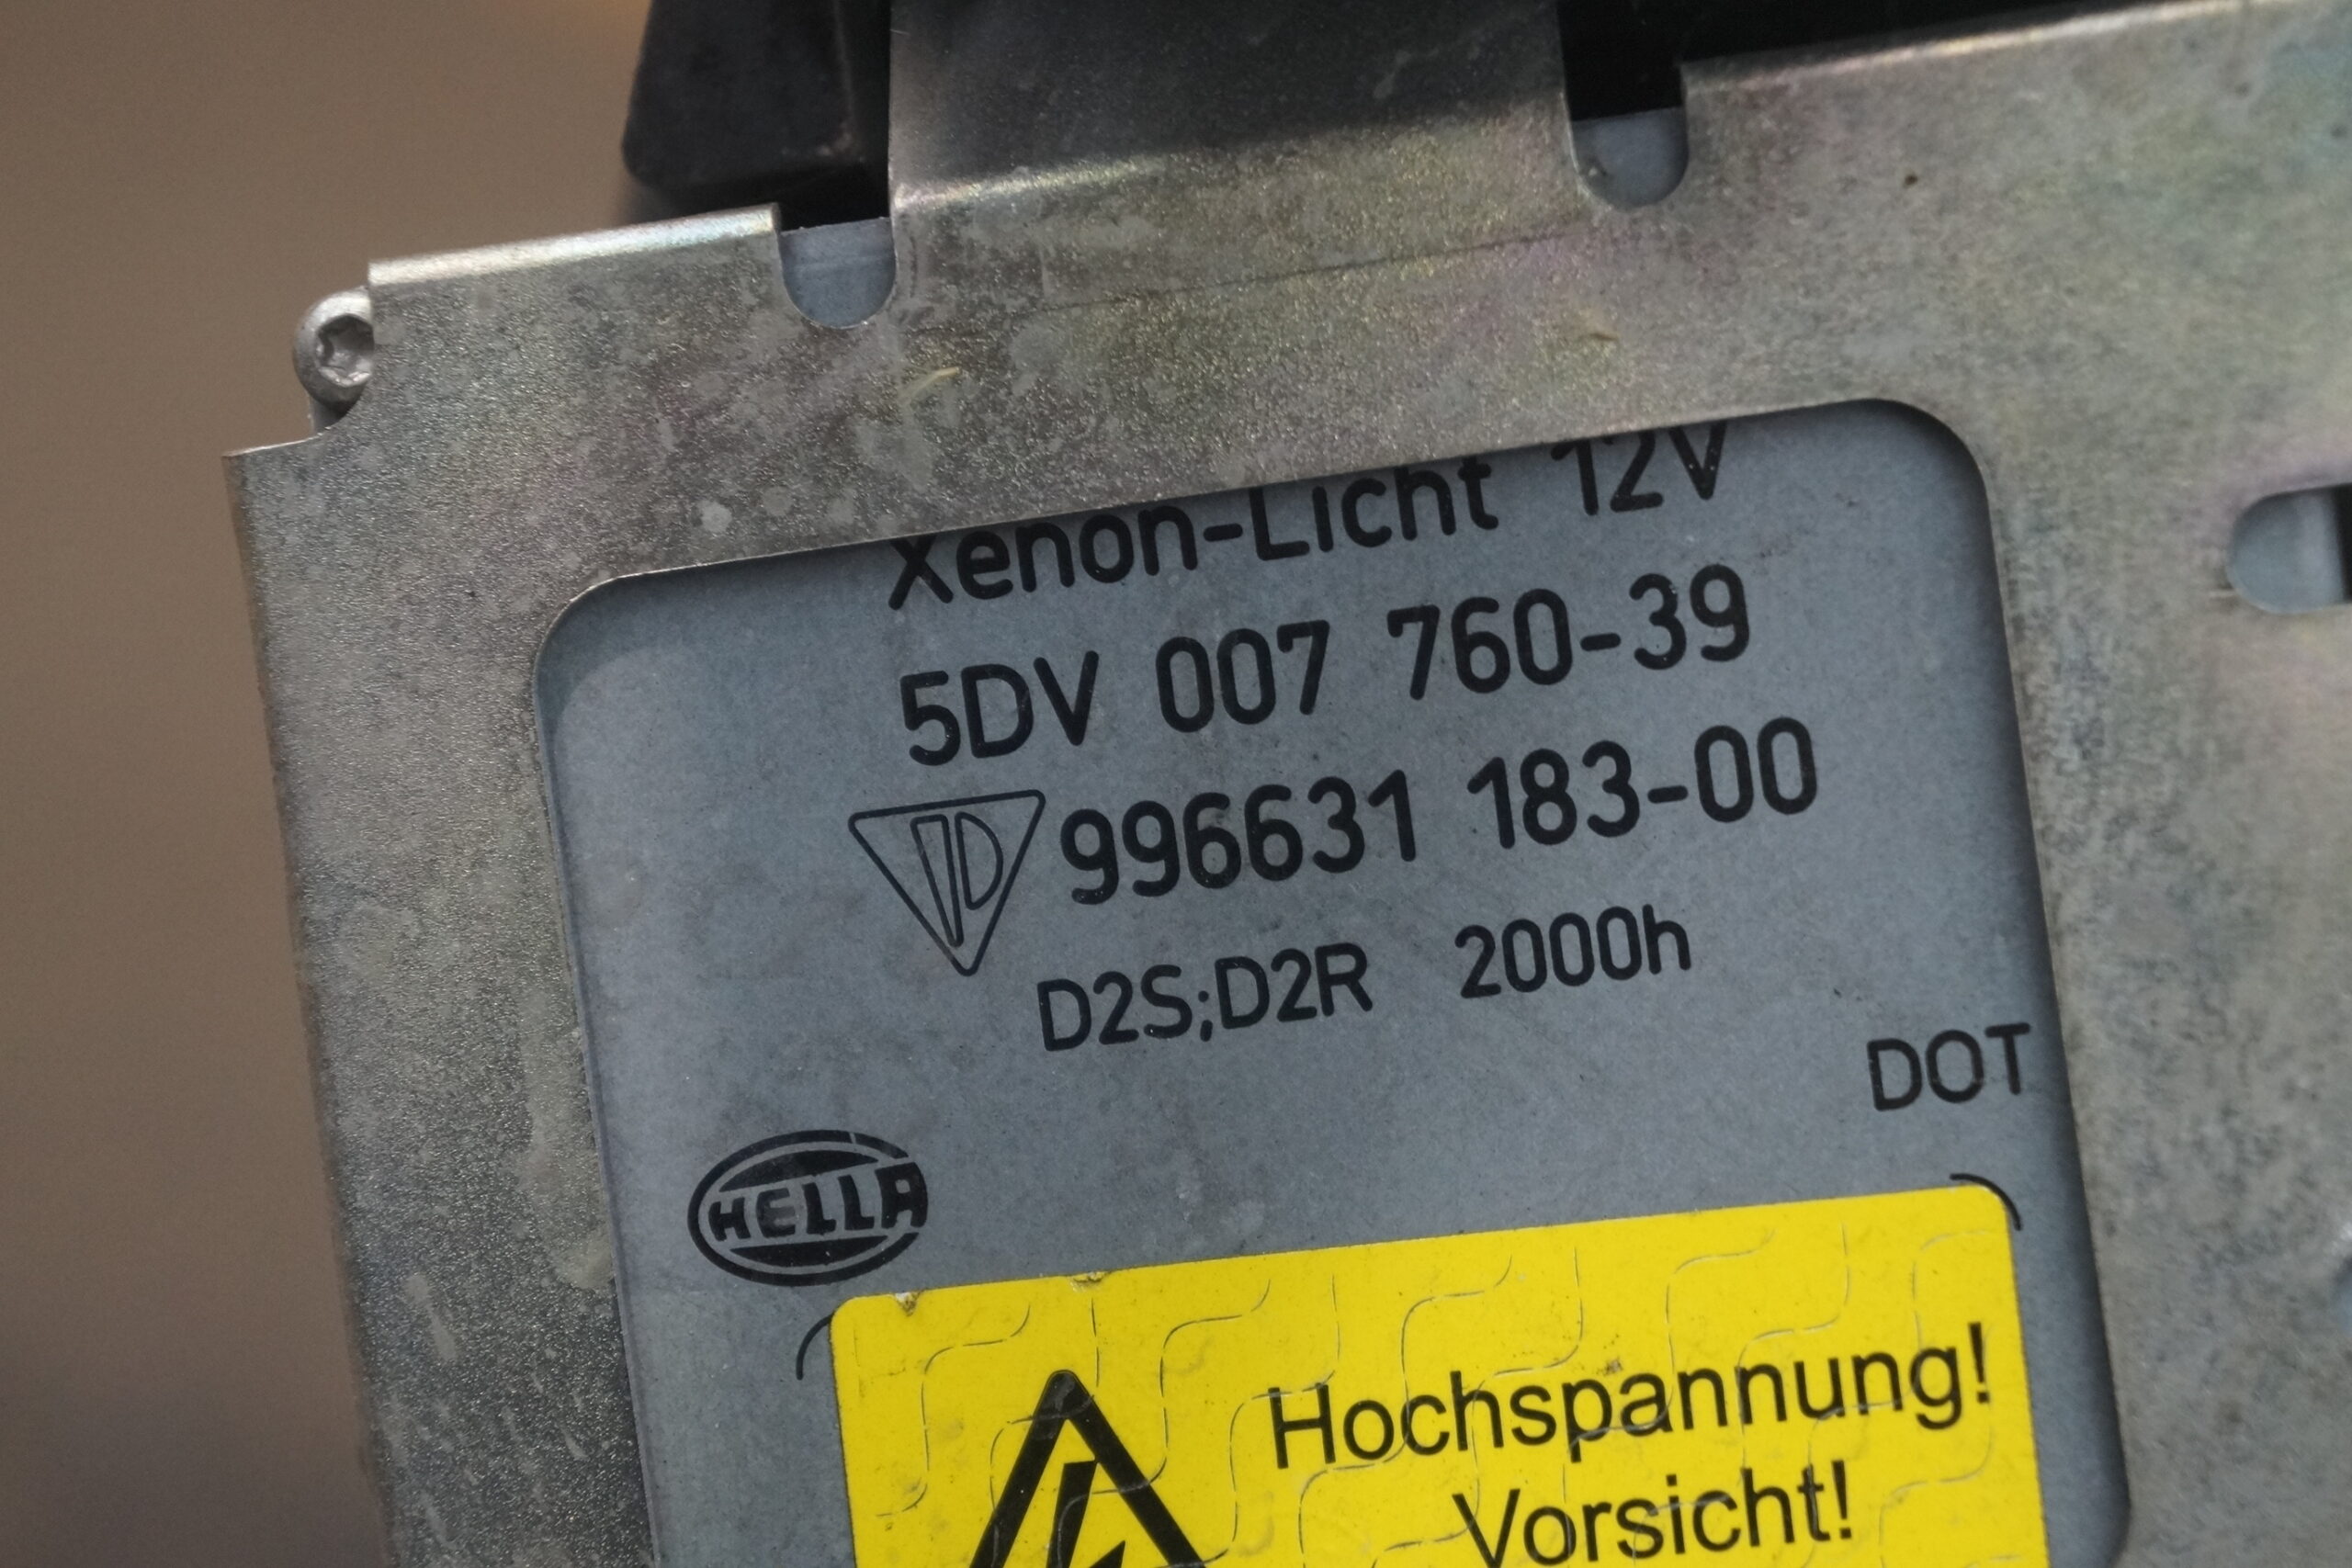 Xenon-Licht 12V
5DV 007 760-39
996631 183-00
D2S;D2R 2000h
DOT
HELLA
Hochspannung!
Vorsicht!